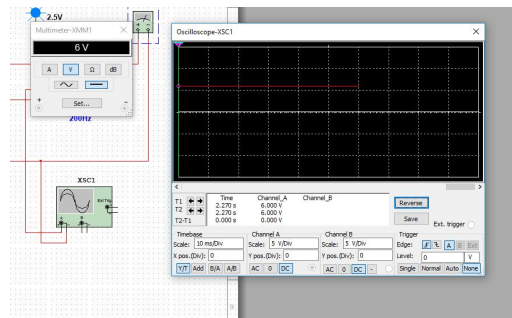 2.5V
Multimeter-XMM1
6 V
A V Ω dB
Set...
+ -
200Hz
XSC1
Ext Trig
A B
Oscilloscope-XSC1
Time Channel_A Channel_B
T1 2.270 s 6.000 V
T2 2.270 s 6.000 V
T2-T1 0.000 s 0.000 V
Reverse
Save
Ext. trigger
Timebase
Scale: 10 ms/Div
X pos.(Div): 0
Y/T Add B/A A/B
Channel A
Scale: 5 V/Div
Y pos.(Div): 0
AC 0 DC
Channel B
Scale: 5 V/Div
Y pos.(Div): 0
AC 0 DC -
Trigger
Edge: A B Ext
Level: 0 V
Single Normal Auto None